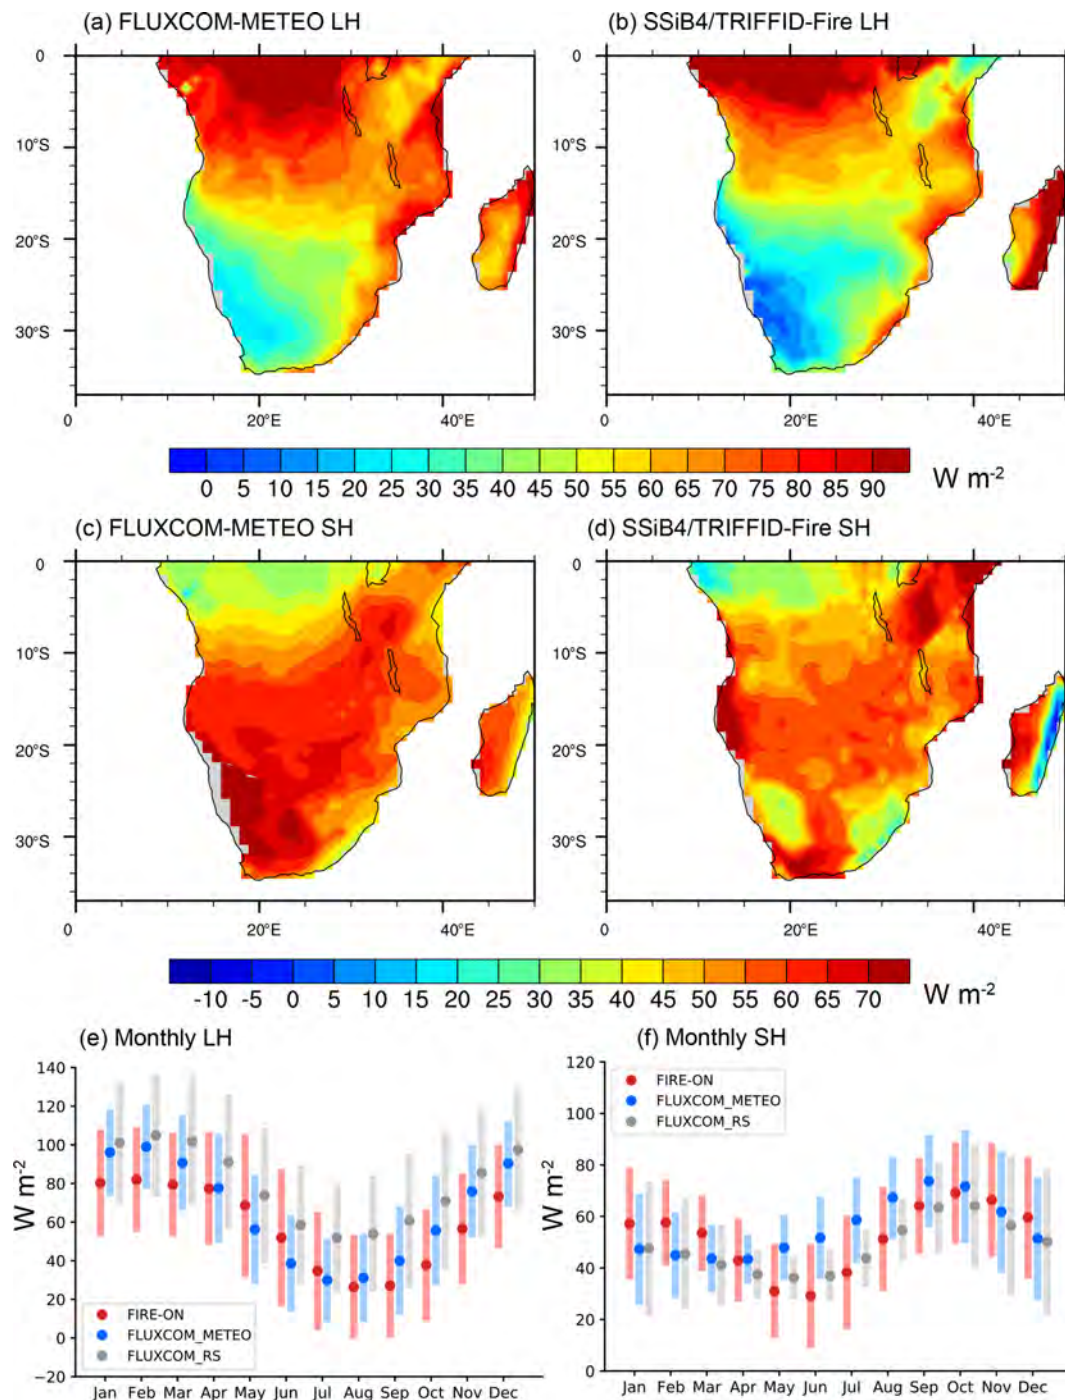 (a) FLUXCOM-METEO LH
(b) SSiB4/TRIFFID-Fire LH
0
10°S
20°S
30°S
0 20°E 40°E
0
10°S
20°S
30°S
0 20°E 40°E
0 5 10 15 20 25 30 35 40 45 50 55 60 65 70 75 80 85 90
W m-2
(c) FLUXCOM-METEO SH
(d) SSiB4/TRIFFID-Fire SH
0
10°S
20°S
30°S
0 20°E 40°E
0
10°S
20°S
30°S
0 20°E 40°E
-10 -5 0 5 10 15 20 25 30 35 40 45 50 55 60 65 70
W m-2
(e) Monthly LH
W m-2
140
120
100
80
60
40
20
0
−20
FIRE-ON
FLUXCOM_METEO
FLUXCOM_RS
Jan Feb Mar Apr May Jun Jul Aug Sep Oct Nov Dec
(f) Monthly SH
W m-2
120
100
80
60
40
20
0
FIRE-ON
FLUXCOM_METEO
FLUXCOM_RS
Jan Feb Mar Apr May Jun Jul Aug Sep Oct Nov Dec